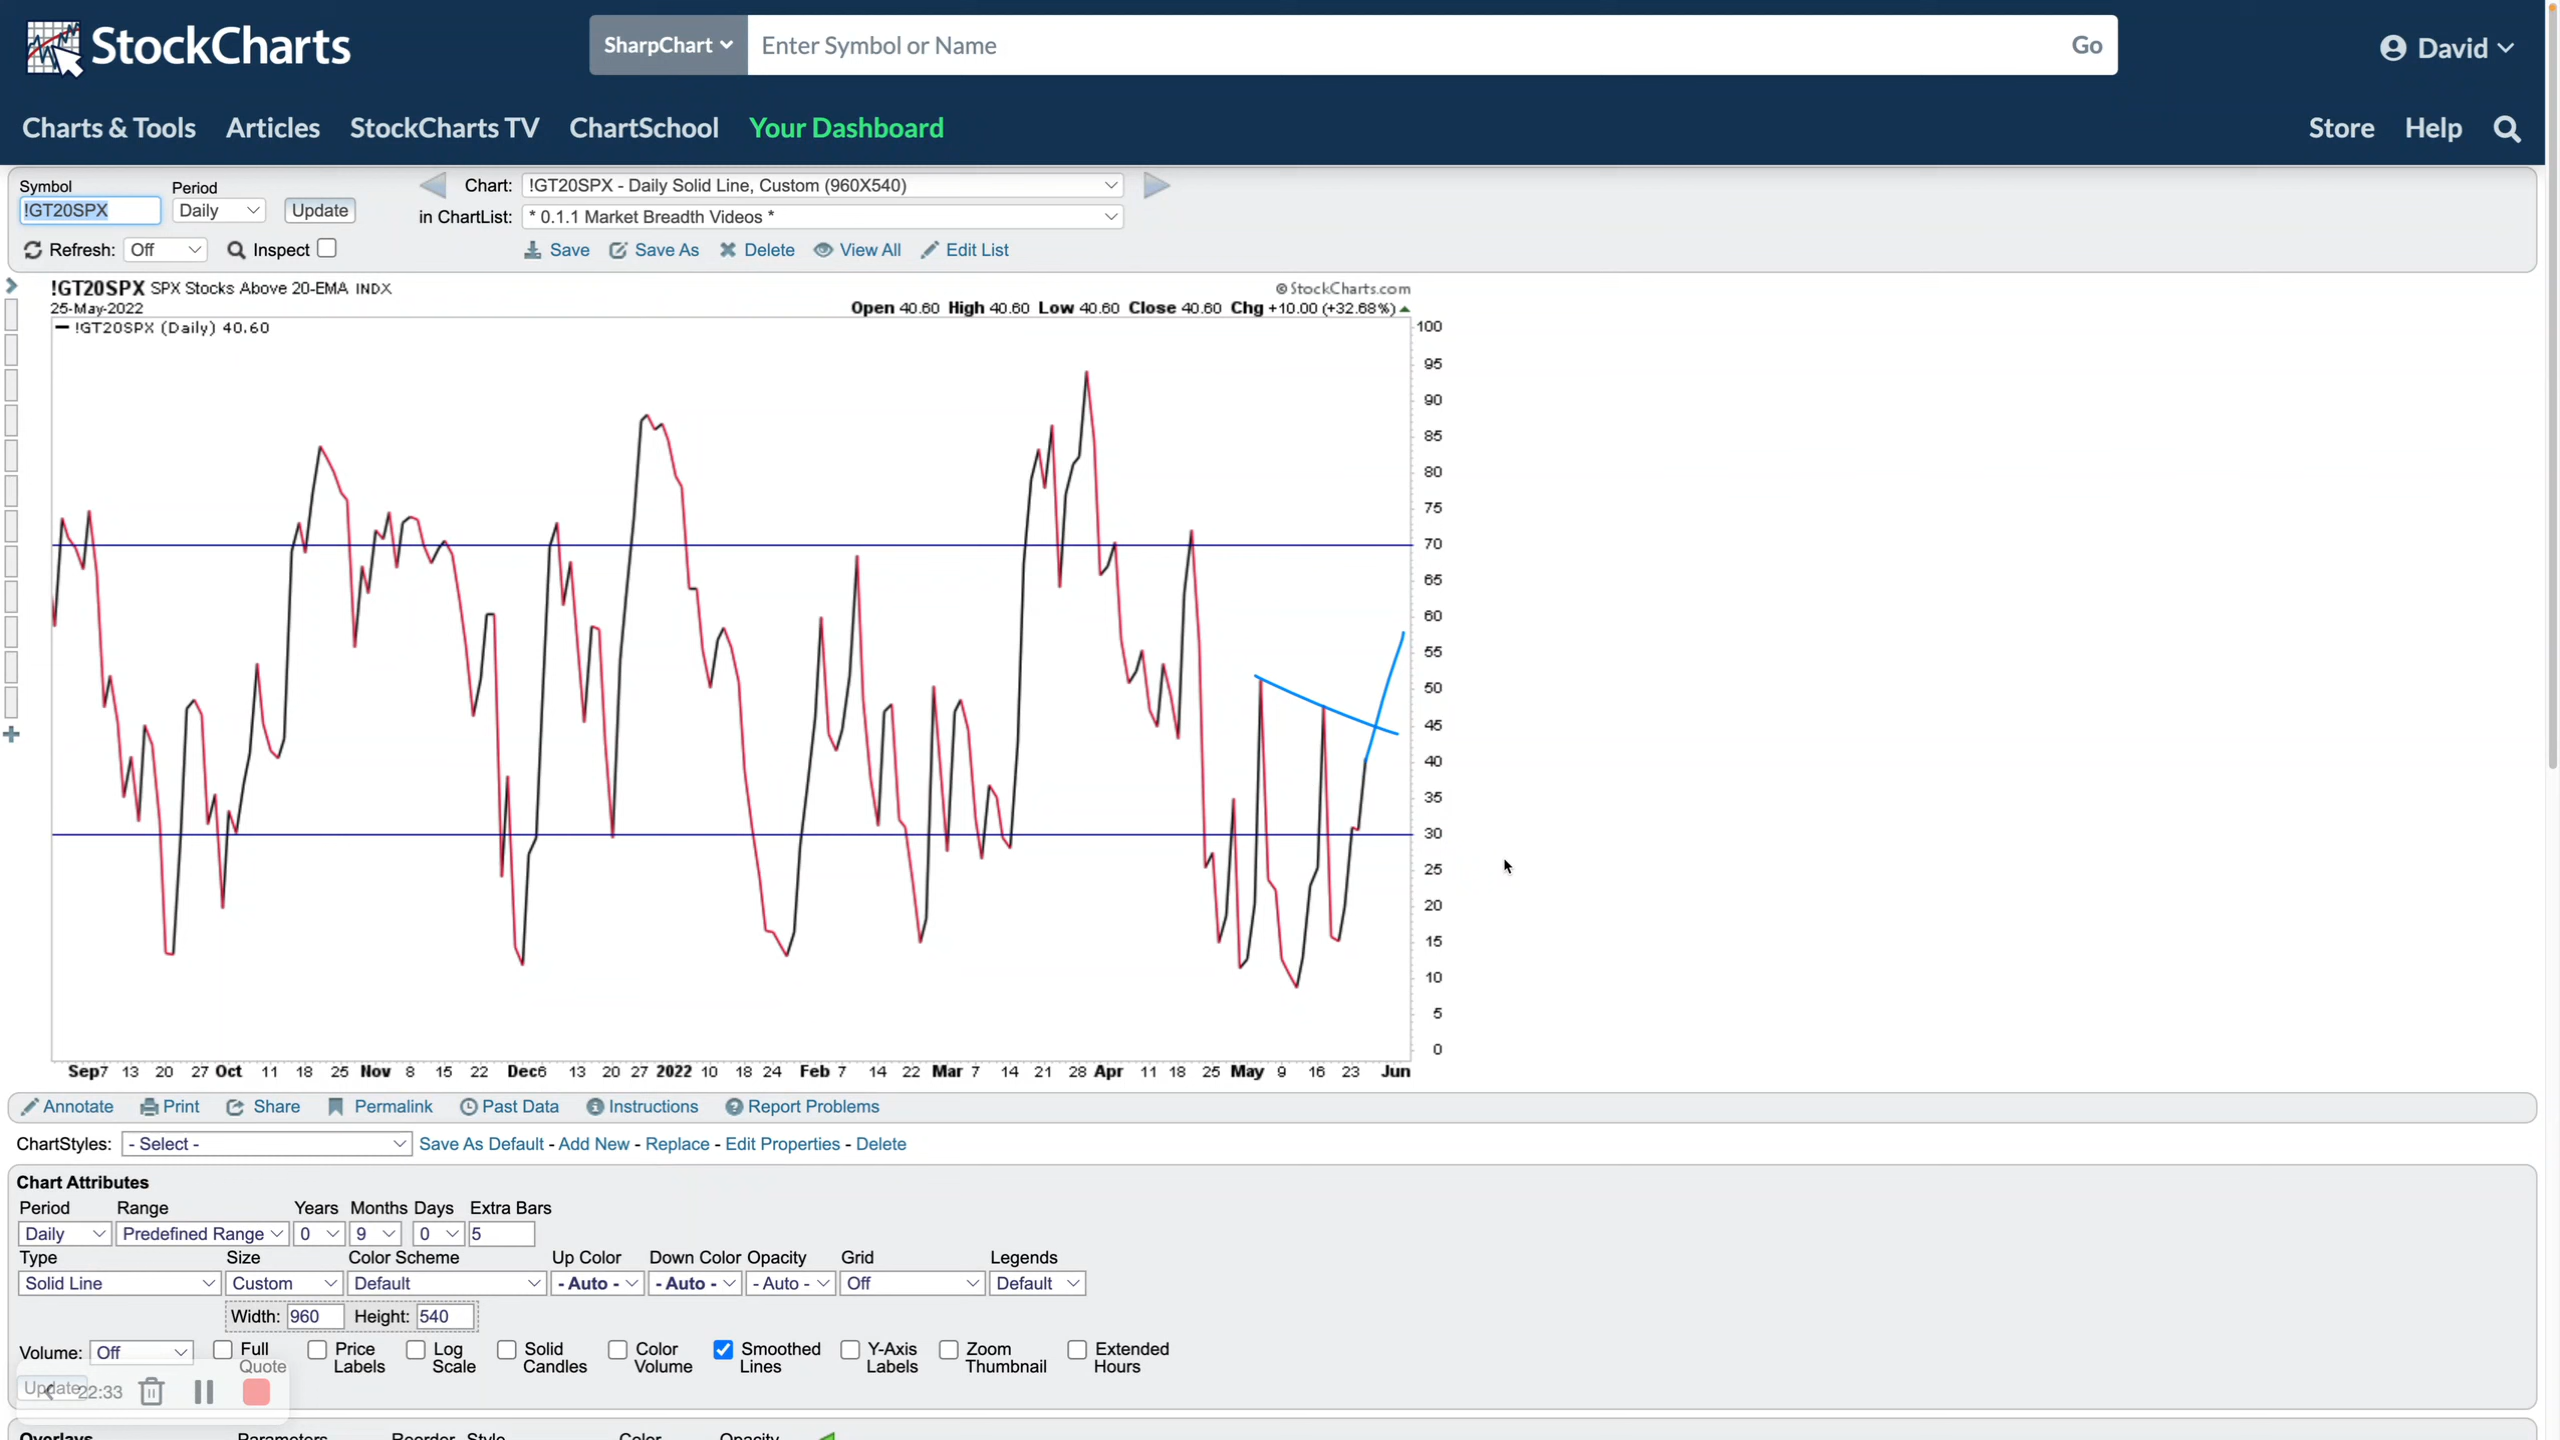 StockCharts
SharpChart Enter Symbol or Name Go David
Charts & Tools Articles StockCharts TV ChartSchool Your Dashboard Store Help
Symbol Period Chart: !GT20SPX - Daily Solid Line, Custom (960X540)
!GT20SPX Daily Update in ChartList: * 0.1.1 Market Breadth Videos *
Refresh: Off Inspect Save Save As Delete View All Edit List
!GT20SPX SPX Stocks Above 20-EMA INDX © StockCharts.com
25-May-2022 Open 40.60 High 40.60 Low 40.60 Close 40.60 Chg +10.00 (+32.68%)
!GT20SPX (Daily) 40.60
100
95
90
85
80
75
70
65
60
55
50
45
40
35
30
25
20
15
10
5
0
Sep7 13 20 27 Oct 11 18 25 Nov 8 15 22 Dec6 13 20 27 2022 10 18 24 Feb 7 14 22 Mar 7 14 21 28 Apr 11 18 25 May 9 16 23 Jun
Annotate Print Share Permalink Past Data Instructions Report Problems
ChartStyles: - Select - Save As Default - Add New - Replace - Edit Properties - Delete
Chart Attributes
Period Range Years Months Days Extra Bars
Daily Predefined Range 0 9 0 5
Type Size Color Scheme Up Color Down Color Opacity Grid Legends
Solid Line Custom Default - Auto - - Auto - - Auto - Off Default
Width: 960 Height: 540
Volume: Off Full Quote Price Labels Log Scale Solid Candles Color Volume Smoothed Lines Y-Axis Labels Zoom Thumbnail Extended Hours
Update 22:33
Overlays Parameters Reorder Style Color Opacity